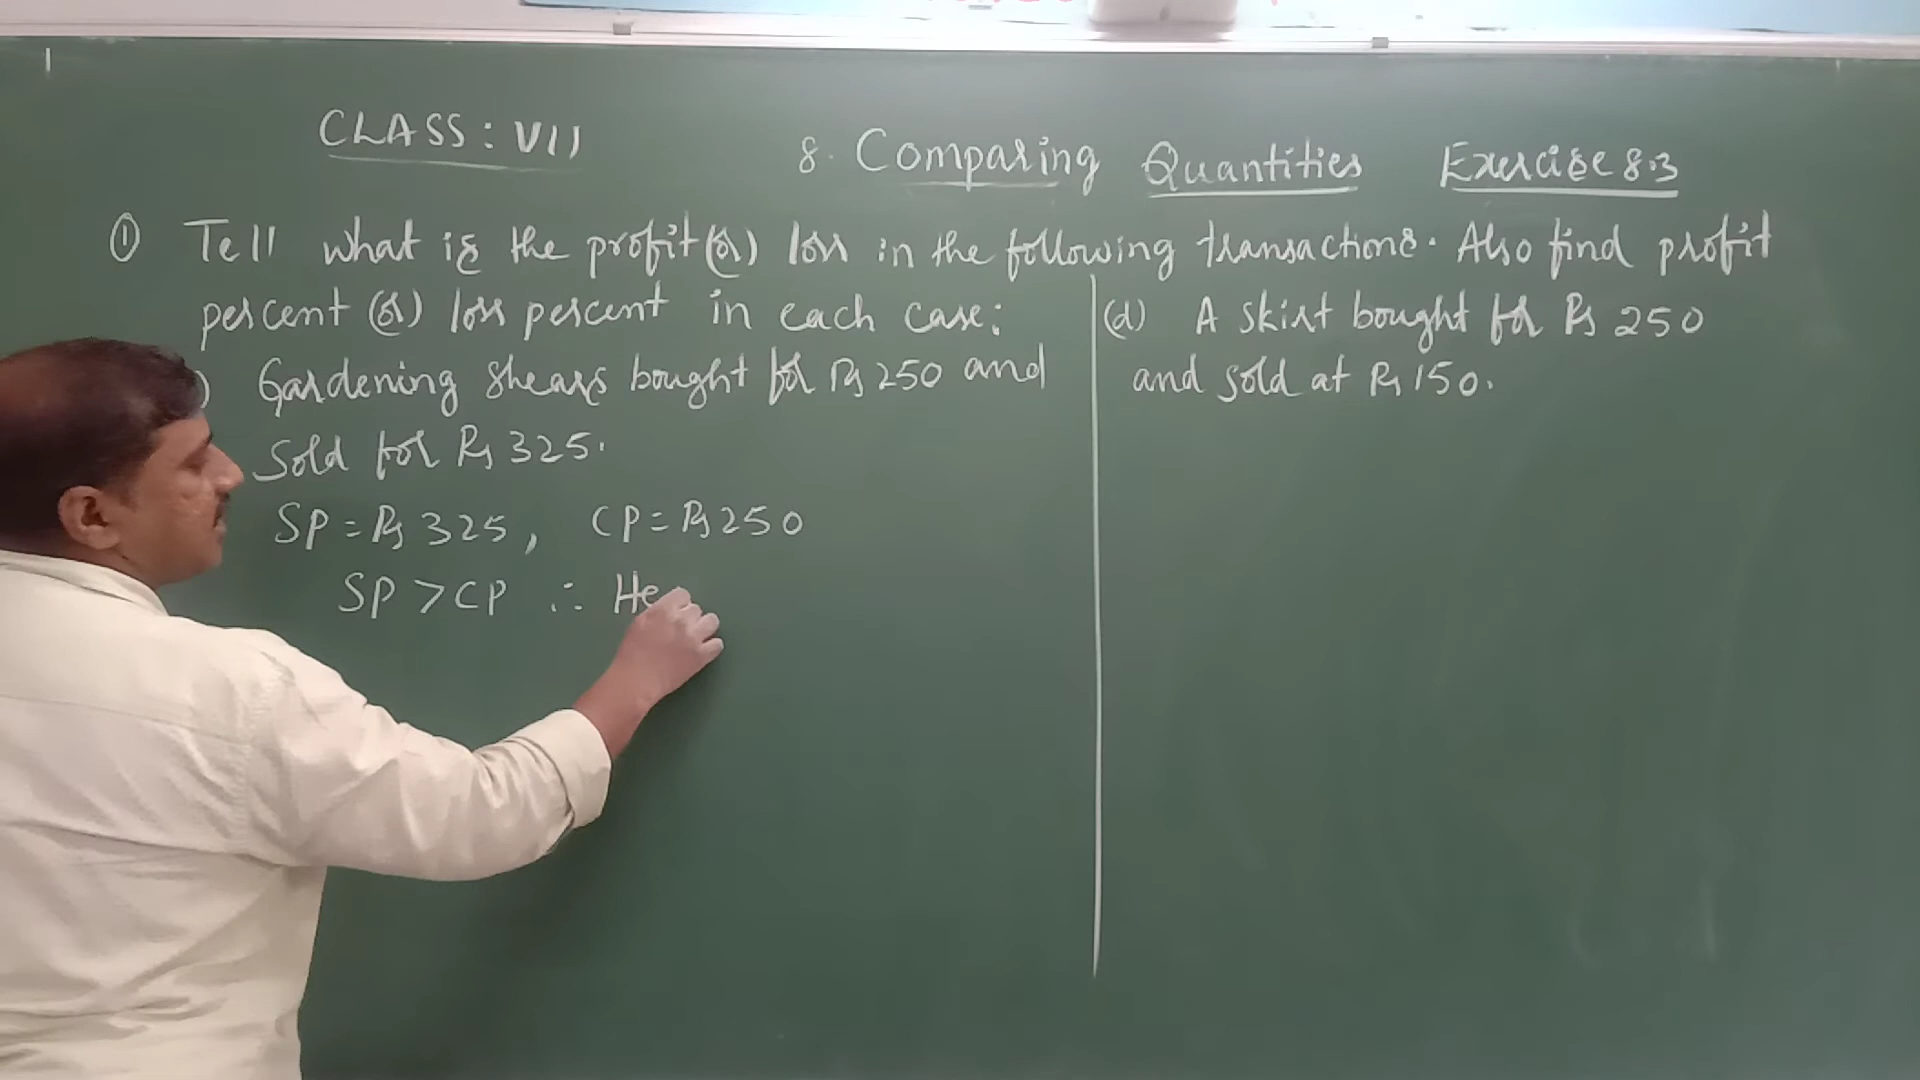 CLASS: VII
8. Comparing Quantities Exercise 8.3
① Tell what is the profit (or) loss in the following transactions. Also find profit
percent (or) loss percent in each case:
) Gardening shears bought for Rs 250 and
Sold for Rs 325.
SP = Rs 325, CP = Rs 250
SP > CP ∴ He
(d) A skirt bought for Rs 250
and sold at Rs 150.